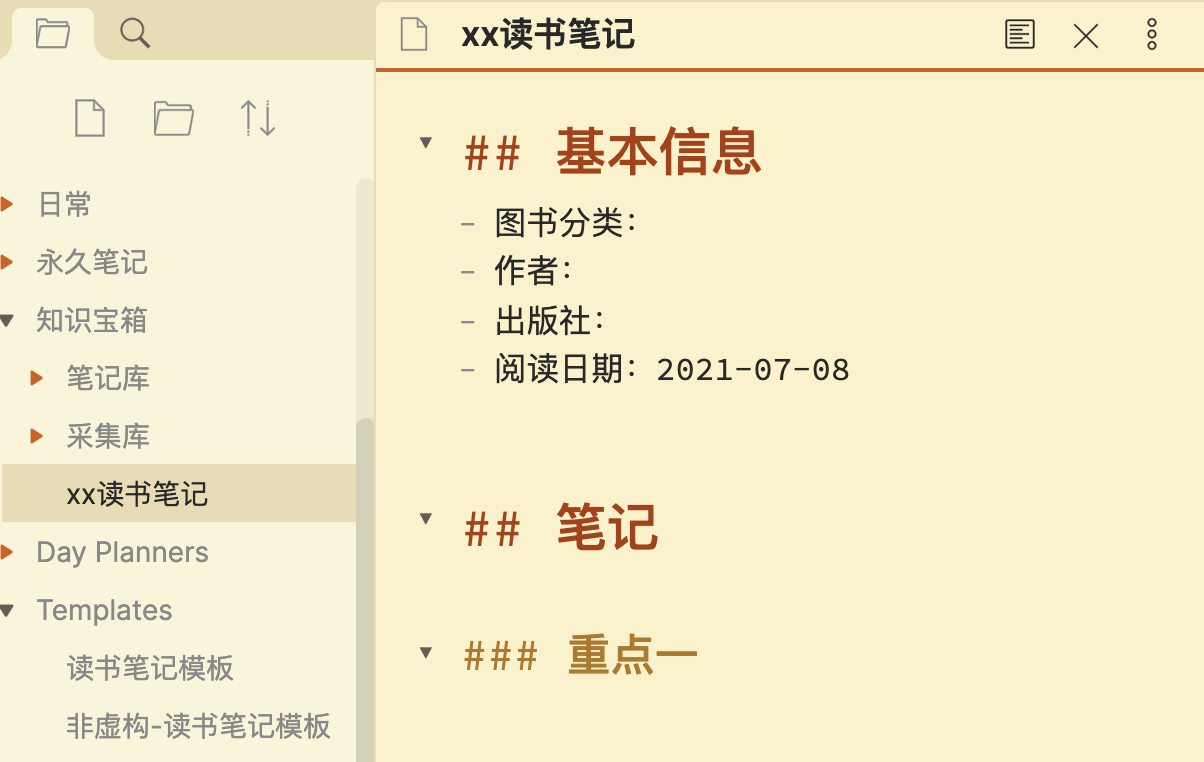 日常
永久笔记
知识宝箱
笔记库
采集库
xx读书笔记
Day Planners
Templates
读书笔记模板
非虚构-读书笔记模板
xx读书笔记
## 基本信息
- 图书分类：
- 作者：
- 出版社：
- 阅读日期：2021-07-08
## 笔记
### 重点一